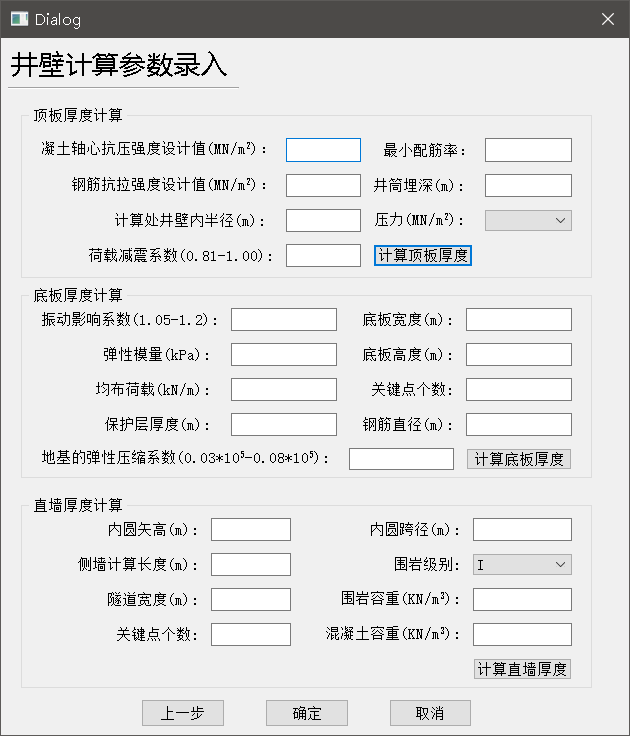 Dialog
井壁计算参数录入
顶板厚度计算
凝土轴心抗压强度设计值(MN/m²): 最小配筋率:
钢筋抗拉强度设计值(MN/m²): 井筒埋深(m):
计算处井壁内半径(m): 压力(MN/m²):
荷载减震系数(0.81-1.00): 计算顶板厚度
底板厚度计算
振动影响系数(1.05-1.2): 底板宽度(m):
弹性模量(kPa): 底板高度(m):
均布荷载(kN/m): 关键点个数:
保护层厚度(m): 钢筋直径(m):
地基的弹性压缩系数(0.03*10⁵-0.08*10⁵): 计算底板厚度
直墙厚度计算
内圆矢高(m): 内圆跨径(m):
侧墙计算长度(m): 围岩级别: I
隧道宽度(m): 围岩容重(KN/m³):
关键点个数: 混凝土容重(KN/m³):
计算直墙厚度
上一步 确定 取消